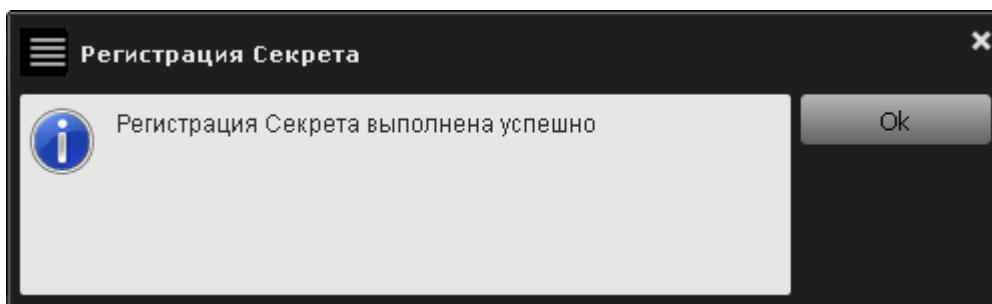 Регистрация Секрета
Регистрация Секрета выполнена успешно
Ok